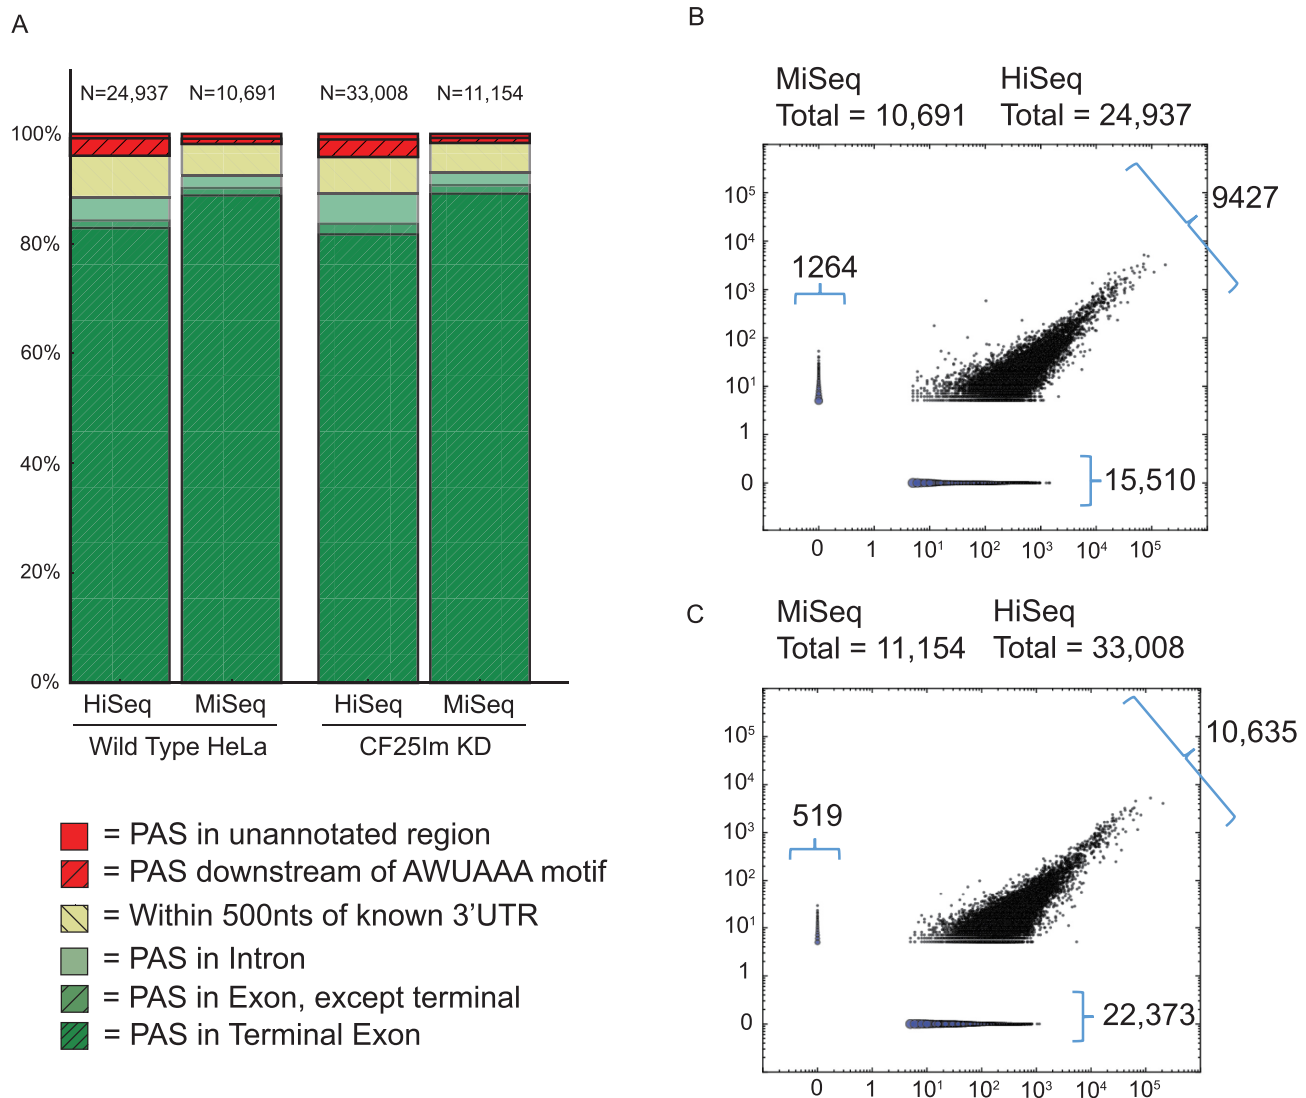 A
N=24,937 N=10,691 N=33,008 N=11,154
100%
80%
60%
40%
20%
0%
HiSeq MiSeq HiSeq MiSeq
Wild Type HeLa CF25Im KD
= PAS in unannotated region
= PAS downstream of AWUAAA motif
= Within 500nts of known 3'UTR
= PAS in Intron
= PAS in Exon, except terminal
= PAS in Terminal Exon
B
MiSeq HiSeq
Total = 10,691 Total = 24,937
9427
1264
15,510
10⁵
10⁴
10³
10²
10¹
1
0
0 1 10¹ 10² 10³ 10⁴ 10⁵
C
MiSeq HiSeq
Total = 11,154 Total = 33,008
10,635
519
22,373
10⁵
10⁴
10³
10²
10¹
1
0
0 1 10¹ 10² 10³ 10⁴ 10⁵